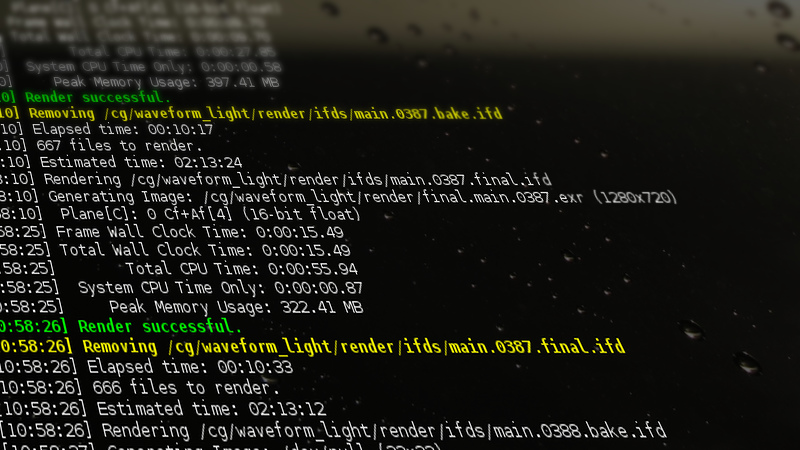 Plane[C]: 0 Cf+Af[4] (16-bit float)
Frame Wall Clock Time:
Total Wall Clock Time:
] Total CPU Time: 0:00:27.85
0] System CPU Time Only: 0:00:00.58
0] Peak Memory Usage: 397.41 MB
0] Render successful.
10] Removing /cg/waveform_light/render/ifds/main.0387.bake.ifd
:10] Elapsed time: 00:10:17
:10] 667 files to render.
:10] Estimated time: 02:13:24
8:10] Rendering /cg/waveform_light/render/ifds/main.0387.final.ifd
8:10] Generating Image: /cg/waveform_light/render/final.main.0387.exr (1280x720)
58:10] Plane[C]: 0 Cf+Af[4] (16-bit float)
58:25] Frame Wall Clock Time: 0:00:15.49
:58:25] Total Wall Clock Time: 0:00:15.49
:58:25] Total CPU Time: 0:00:55.94
0:58:25] System CPU Time Only: 0:00:00.87
0:58:25] Peak Memory Usage: 322.41 MB
0:58:26] Render successful.
0:58:26] Removing /cg/waveform_light/render/ifds/main.0387.final.ifd
10:58:26] Elapsed time: 00:10:33
10:58:26] 666 files to render.
[10:58:26] Estimated time: 02:13:12
[10:58:26] Rendering /cg/waveform_light/render/ifds/main.0388.bake.ifd
[10:58:27] Generating Image: /dev/null